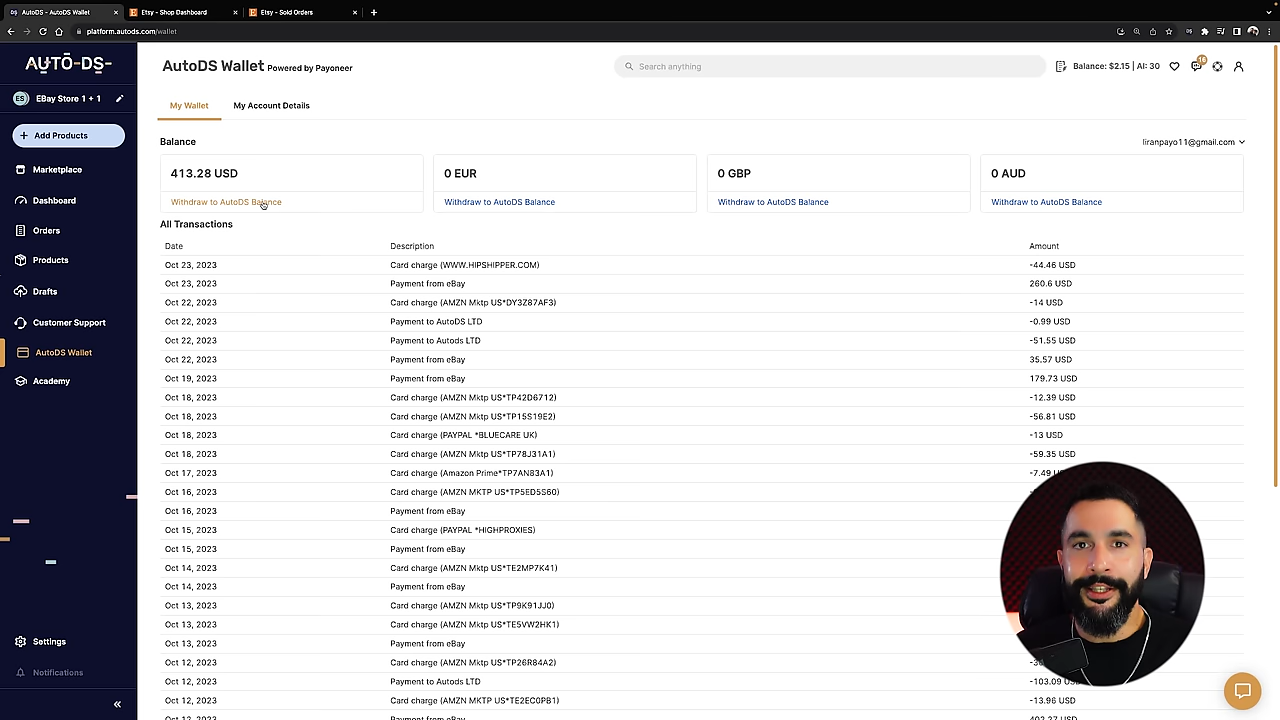 AutoDS - AutoDS Wallet
Etsy - Shop Dashboard
Etsy - Sold Orders
platform.autods.com/wallet
AUTO-DS-
ES EBay Store 1 + 1
+ Add Products
Marketplace
Dashboard
Orders
Products
Drafts
Customer Support
AutoDS Wallet
Academy
Settings
Notifications
AutoDS Wallet Powered by Payoneer
Search anything
Balance: $2.15 | AI: 30
My Wallet
My Account Details
Balance
liranpayo11@gmail.com
413.28 USD
0 EUR
0 GBP
0 AUD
Withdraw to AutoDS Balance
Withdraw to AutoDS Balance
Withdraw to AutoDS Balance
Withdraw to AutoDS Balance
All Transactions
Date Description Amount
Oct 23, 2023 Card charge (WWW.HIPSHIPPER.COM) -44.46 USD
Oct 23, 2023 Payment from eBay 260.6 USD
Oct 22, 2023 Card charge (AMZN Mktp US*DY3Z87AF3) -14 USD
Oct 22, 2023 Payment to AutoDS LTD -0.99 USD
Oct 22, 2023 Payment to Autods LTD -51.55 USD
Oct 22, 2023 Payment from eBay 35.57 USD
Oct 19, 2023 Payment from eBay 179.73 USD
Oct 18, 2023 Card charge (AMZN Mktp US*TP42D6712) -12.39 USD
Oct 18, 2023 Card charge (AMZN Mktp US*TP15S19E2) -56.81 USD
Oct 18, 2023 Card charge (PAYPAL *BLUECARE UK) -13 USD
Oct 18, 2023 Card charge (AMZN Mktp US*TP78J31A1) -59.35 USD
Oct 17, 2023 Card charge (Amazon Prime*TP7AN83A1) -7.49
Oct 16, 2023 Card charge (AMZN MKTP US*TP5ED5S60)
Oct 16, 2023 Payment from eBay
Oct 15, 2023 Card charge (PAYPAL *HIGHPROXIES)
Oct 15, 2023 Payment from eBay
Oct 14, 2023 Card charge (AMZN Mktp US*TE2MP7K41)
Oct 14, 2023 Payment from eBay
Oct 13, 2023 Card charge (AMZN Mktp US*TP9K91JJ0)
Oct 13, 2023 Card charge (AMZN Mktp US*TE5VW2HK1)
Oct 13, 2023 Payment from eBay
Oct 12, 2023 Card charge (AMZN Mktp US*TP26R84A2)
Oct 12, 2023 Payment to Autods LTD -103.09
Oct 12, 2023 Card charge (AMZN MKTP US*TE2EC0PB1) -13.96 USD
Oct 12, 2023 Payment from eBay 402.27 USD